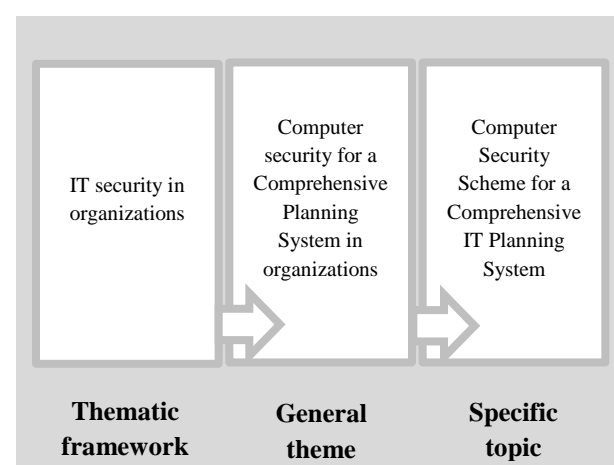 IT security in
organizations
Computer
security for a
Comprehensive
Planning
System in
organizations
Computer
Security
Scheme for a
Comprehensive
IT Planning
System
Thematic
framework
General
theme
Specific
topic